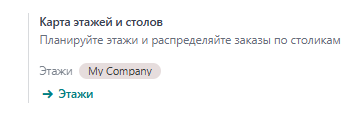 Карта этажей и столов
Планируйте этажи и распределяйте заказы по столикам
Этажи My Company
→ Этажи